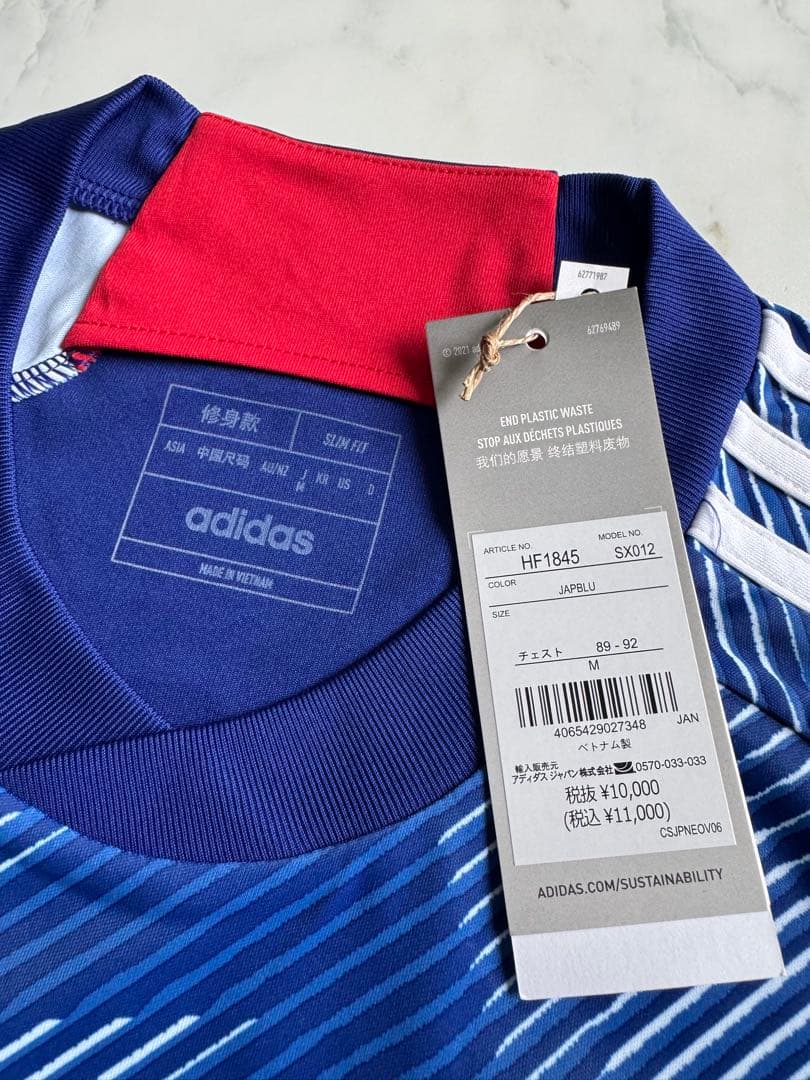 修身款 SLIM FIT
ASIA 中国尺码 AU/NZ J KR US D
M
adidas
MADE IN VIETNAM
62771987
62769489
© 2021
END PLASTIC WASTE
STOP AUX DÉCHETS PLASTIQUES
我们的愿景 终结塑料废物
ARTICLE NO. HF1845 MODEL NO. SX012
COLOR JAPBLU
SIZE
チェスト 89 - 92
M
4065429027348 JAN
ベトナム製
輸入販売元
アディダス ジャパン株式会社 0570-033-033
税抜 ¥10,000
(税込 ¥11,000)
CSJPNEOV06
ADIDAS.COM/SUSTAINABILITY